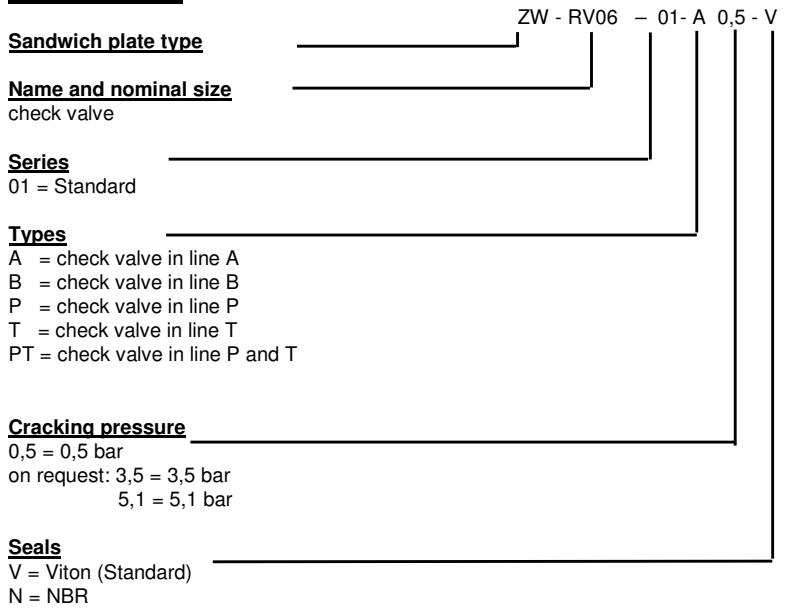 ZW - RV06 – 01- A 0,5 - V
Sandwich plate type
Name and nominal size
check valve
Series
01 = Standard
Types
A = check valve in line A
B = check valve in line B
P = check valve in line P
T = check valve in line T
PT = check valve in line P and T
Cracking pressure
0,5 = 0,5 bar
on request: 3,5 = 3,5 bar
5,1 = 5,1 bar
Seals
V = Viton (Standard)
N = NBR